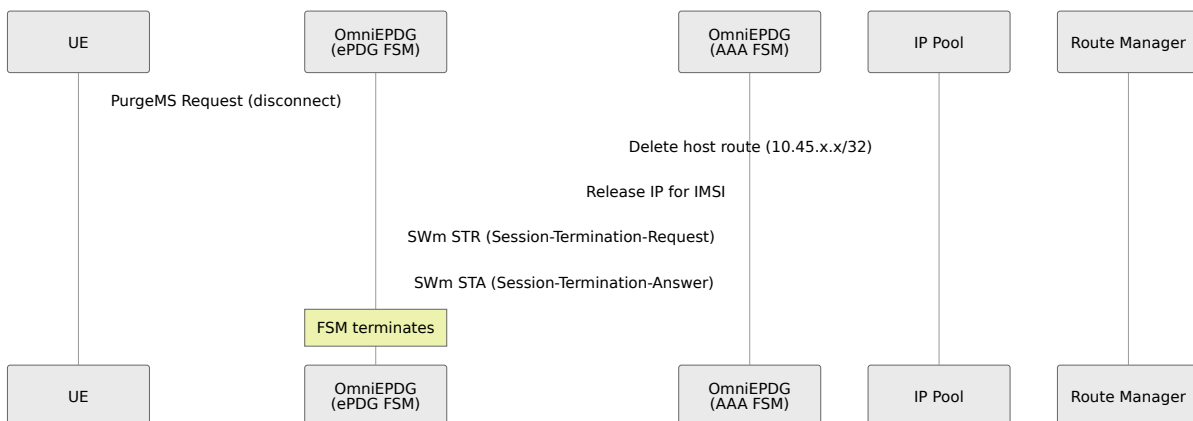 UE
OmniEPDG
(ePDG FSM)
OmniEPDG
(AAA FSM)
IP Pool
Route Manager
PurgeMS Request (disconnect)
Delete host route (10.45.x.x/32)
Release IP for IMSI
SWm STR (Session-Termination-Request)
SWm STA (Session-Termination-Answer)
FSM terminates
UE
OmniEPDG
(ePDG FSM)
OmniEPDG
(AAA FSM)
IP Pool
Route Manager